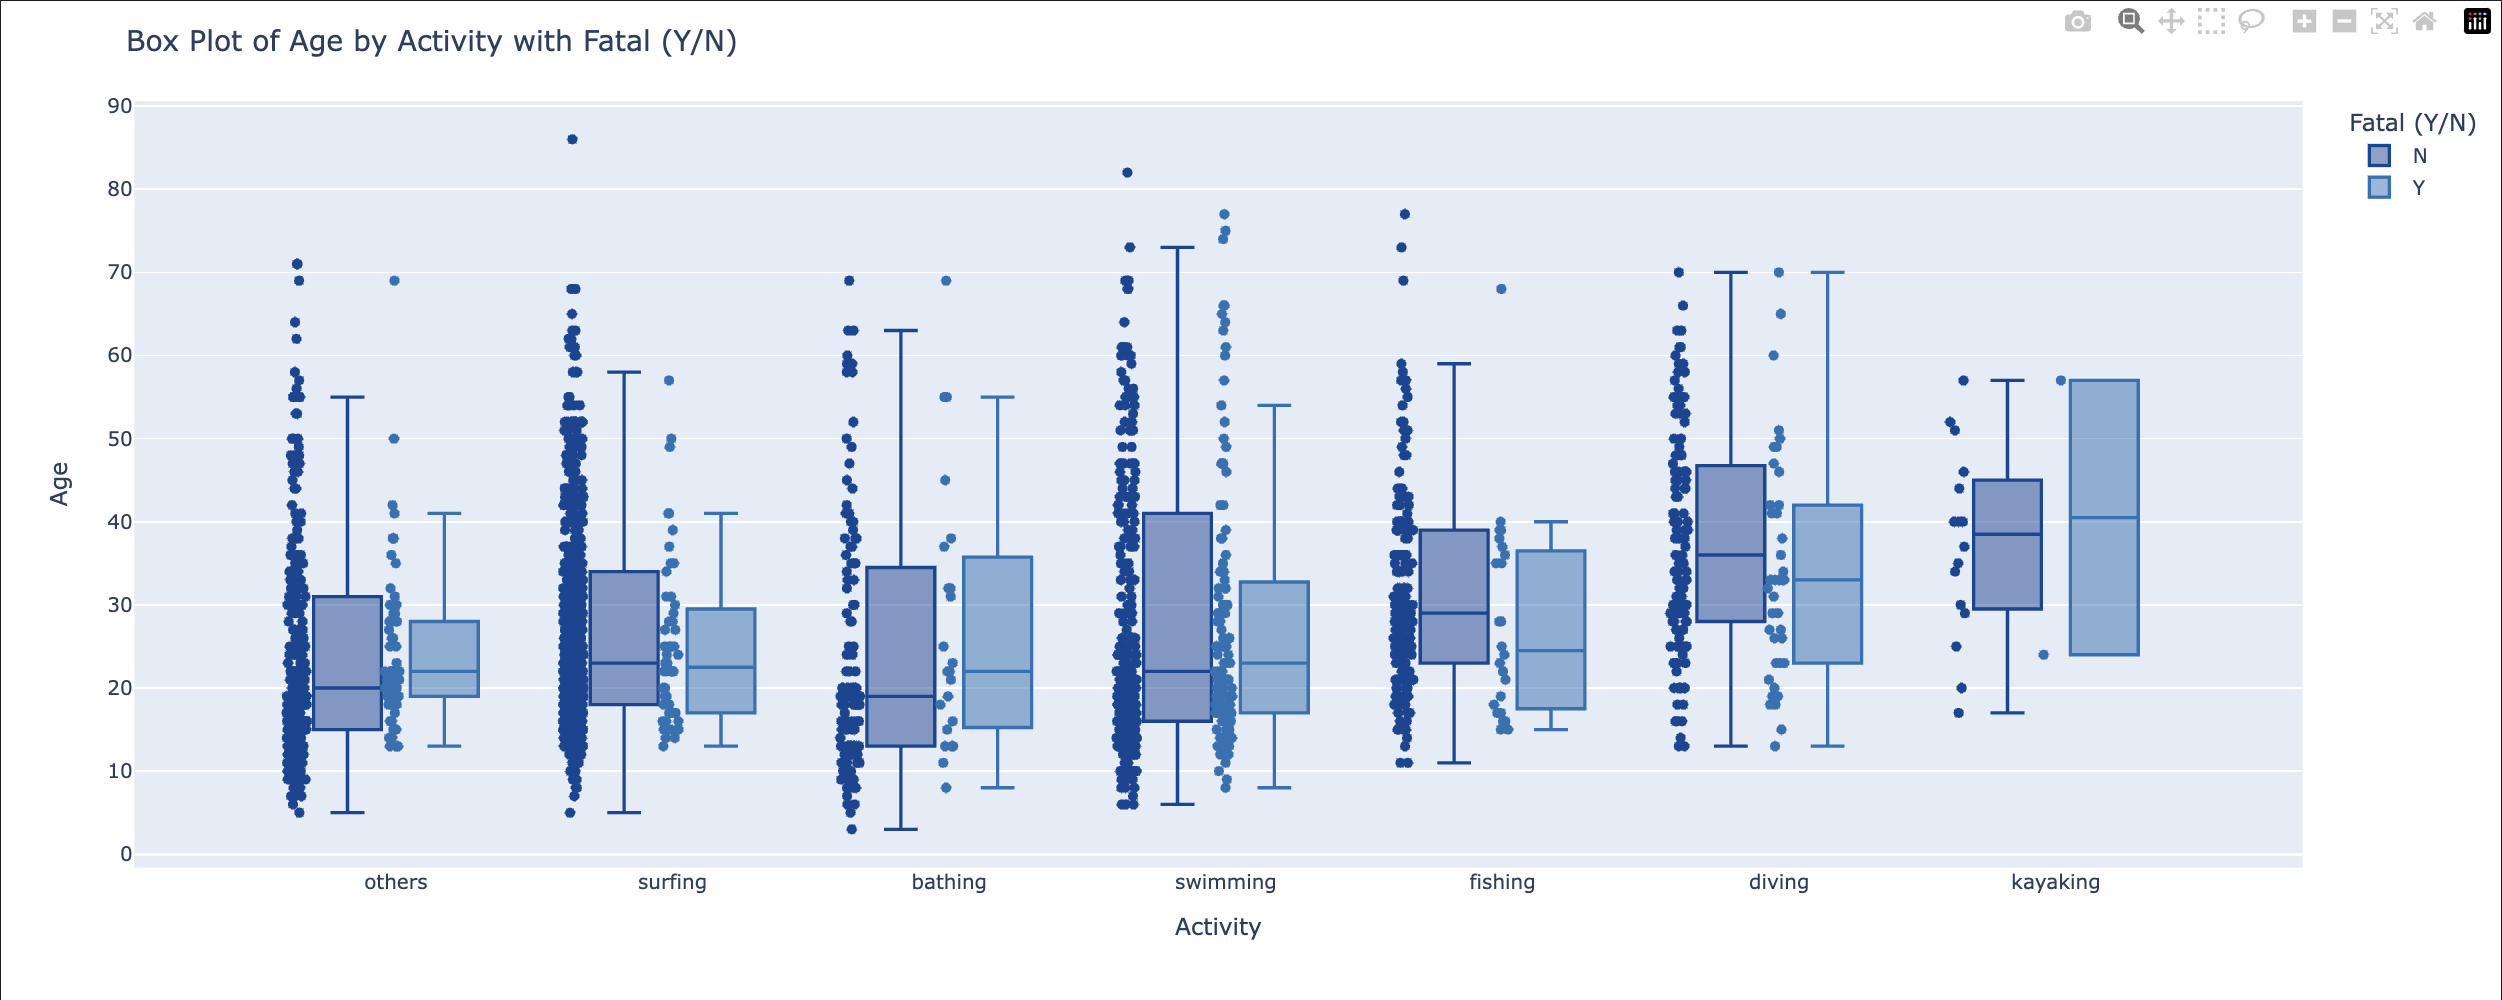 Box Plot of Age by Activity with Fatal (Y/N)
Fatal (Y/N)
N
Y
Age
90
80
70
60
50
40
30
20
10
0
others surfing bathing swimming fishing diving kayaking
Activity